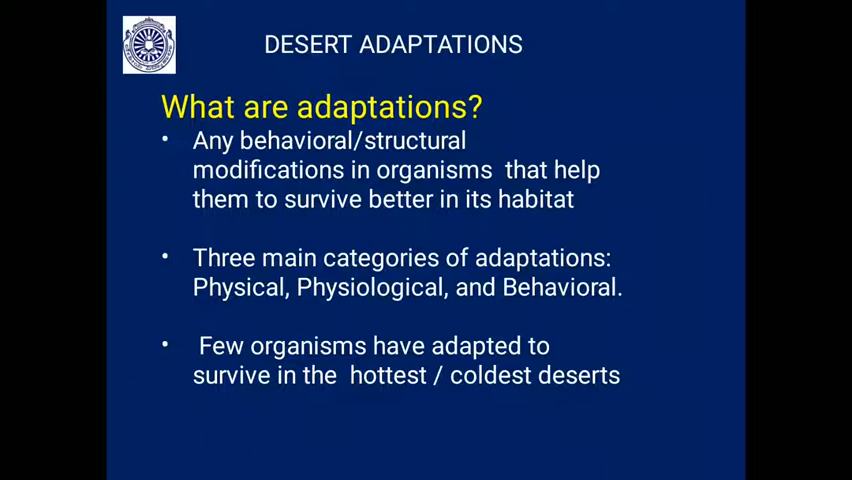 DESERT ADAPTATIONS
What are adaptations?
• Any behavioral/structural
modifications in organisms that help
them to survive better in its habitat
• Three main categories of adaptations:
Physical, Physiological, and Behavioral.
• Few organisms have adapted to
survive in the hottest / coldest deserts